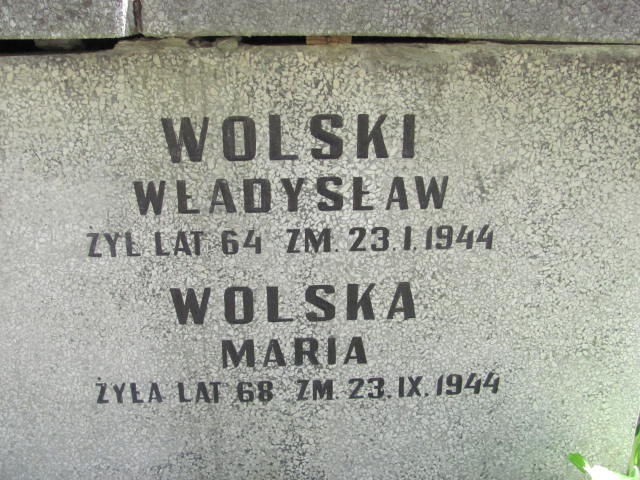 WOLSKI
WŁADYSŁAW
ŻYŁ LAT 64 ZM. 23.I.1944
WOLSKA
MARIA
ŻYŁA LAT 68 ZM. 23.IX.1944